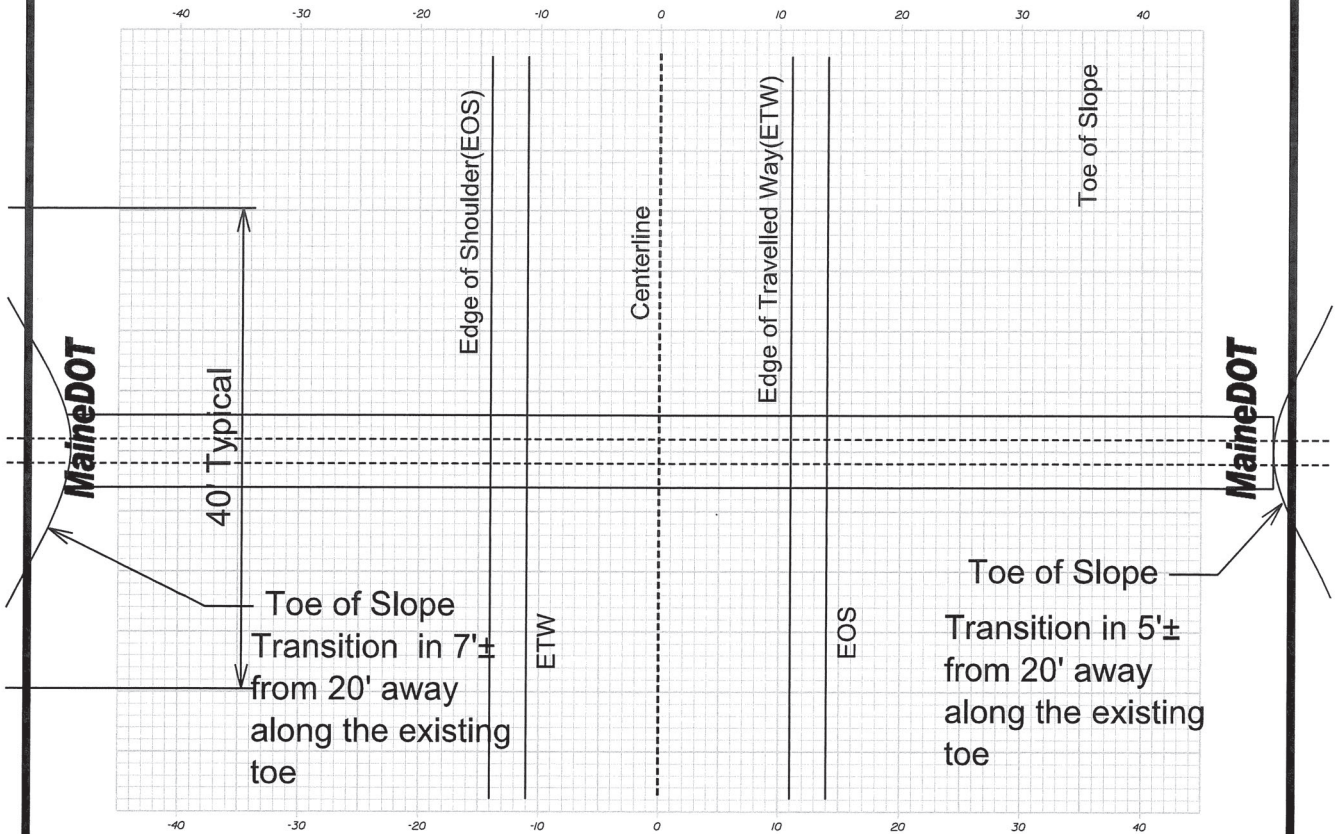 -40 -30 -20 -10 0 10 20 30 40
Edge of Shoulder(EOS)
Centerline
Edge of Travelled Way(ETW)
Toe of Slope
MaineDOT
40' Typical
MaineDOT
Toe of Slope
Transition in 7'±
from 20' away
along the existing
toe
ETW
EOS
Toe of Slope
Transition in 5'±
from 20' away
along the existing
toe
-40 -30 -20 -10 0 10 20 30 40